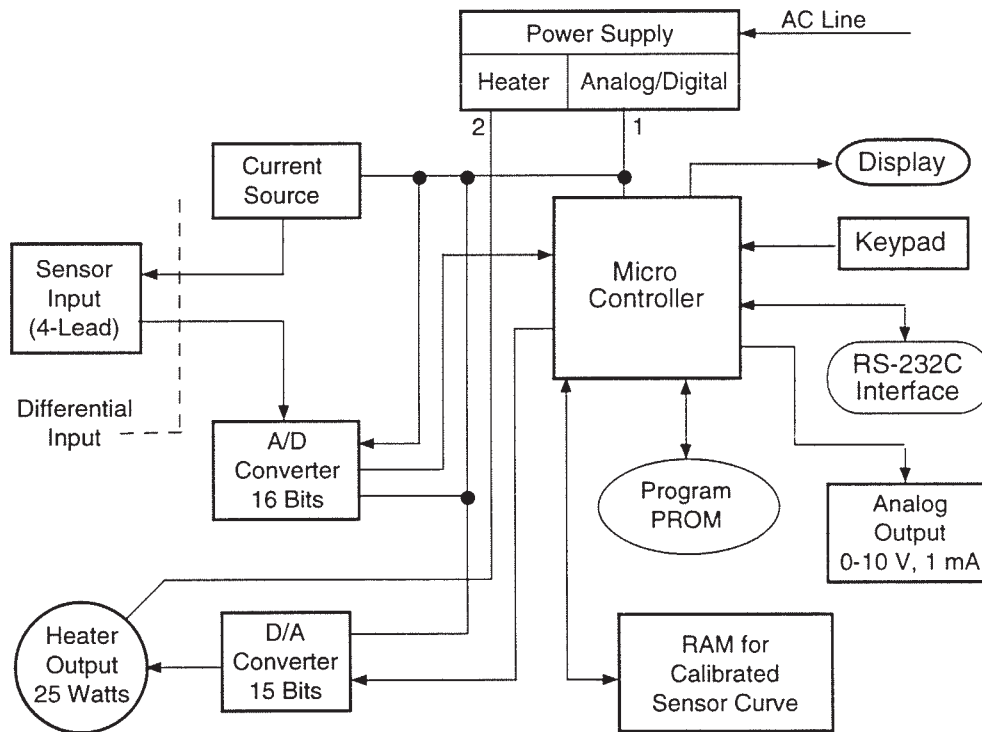 Power Supply
AC Line
Heater
Analog/Digital
2
1
Current
Source
Display
Keypad
Sensor
Input
(4-Lead)
Micro
Controller
RS-232C
Interface
Differential
Input
A/D
Converter
16 Bits
Program
PROM
Analog
Output
0-10 V, 1 mA
Heater
Output
25 Watts
D/A
Converter
15 Bits
RAM for
Calibrated
Sensor Curve